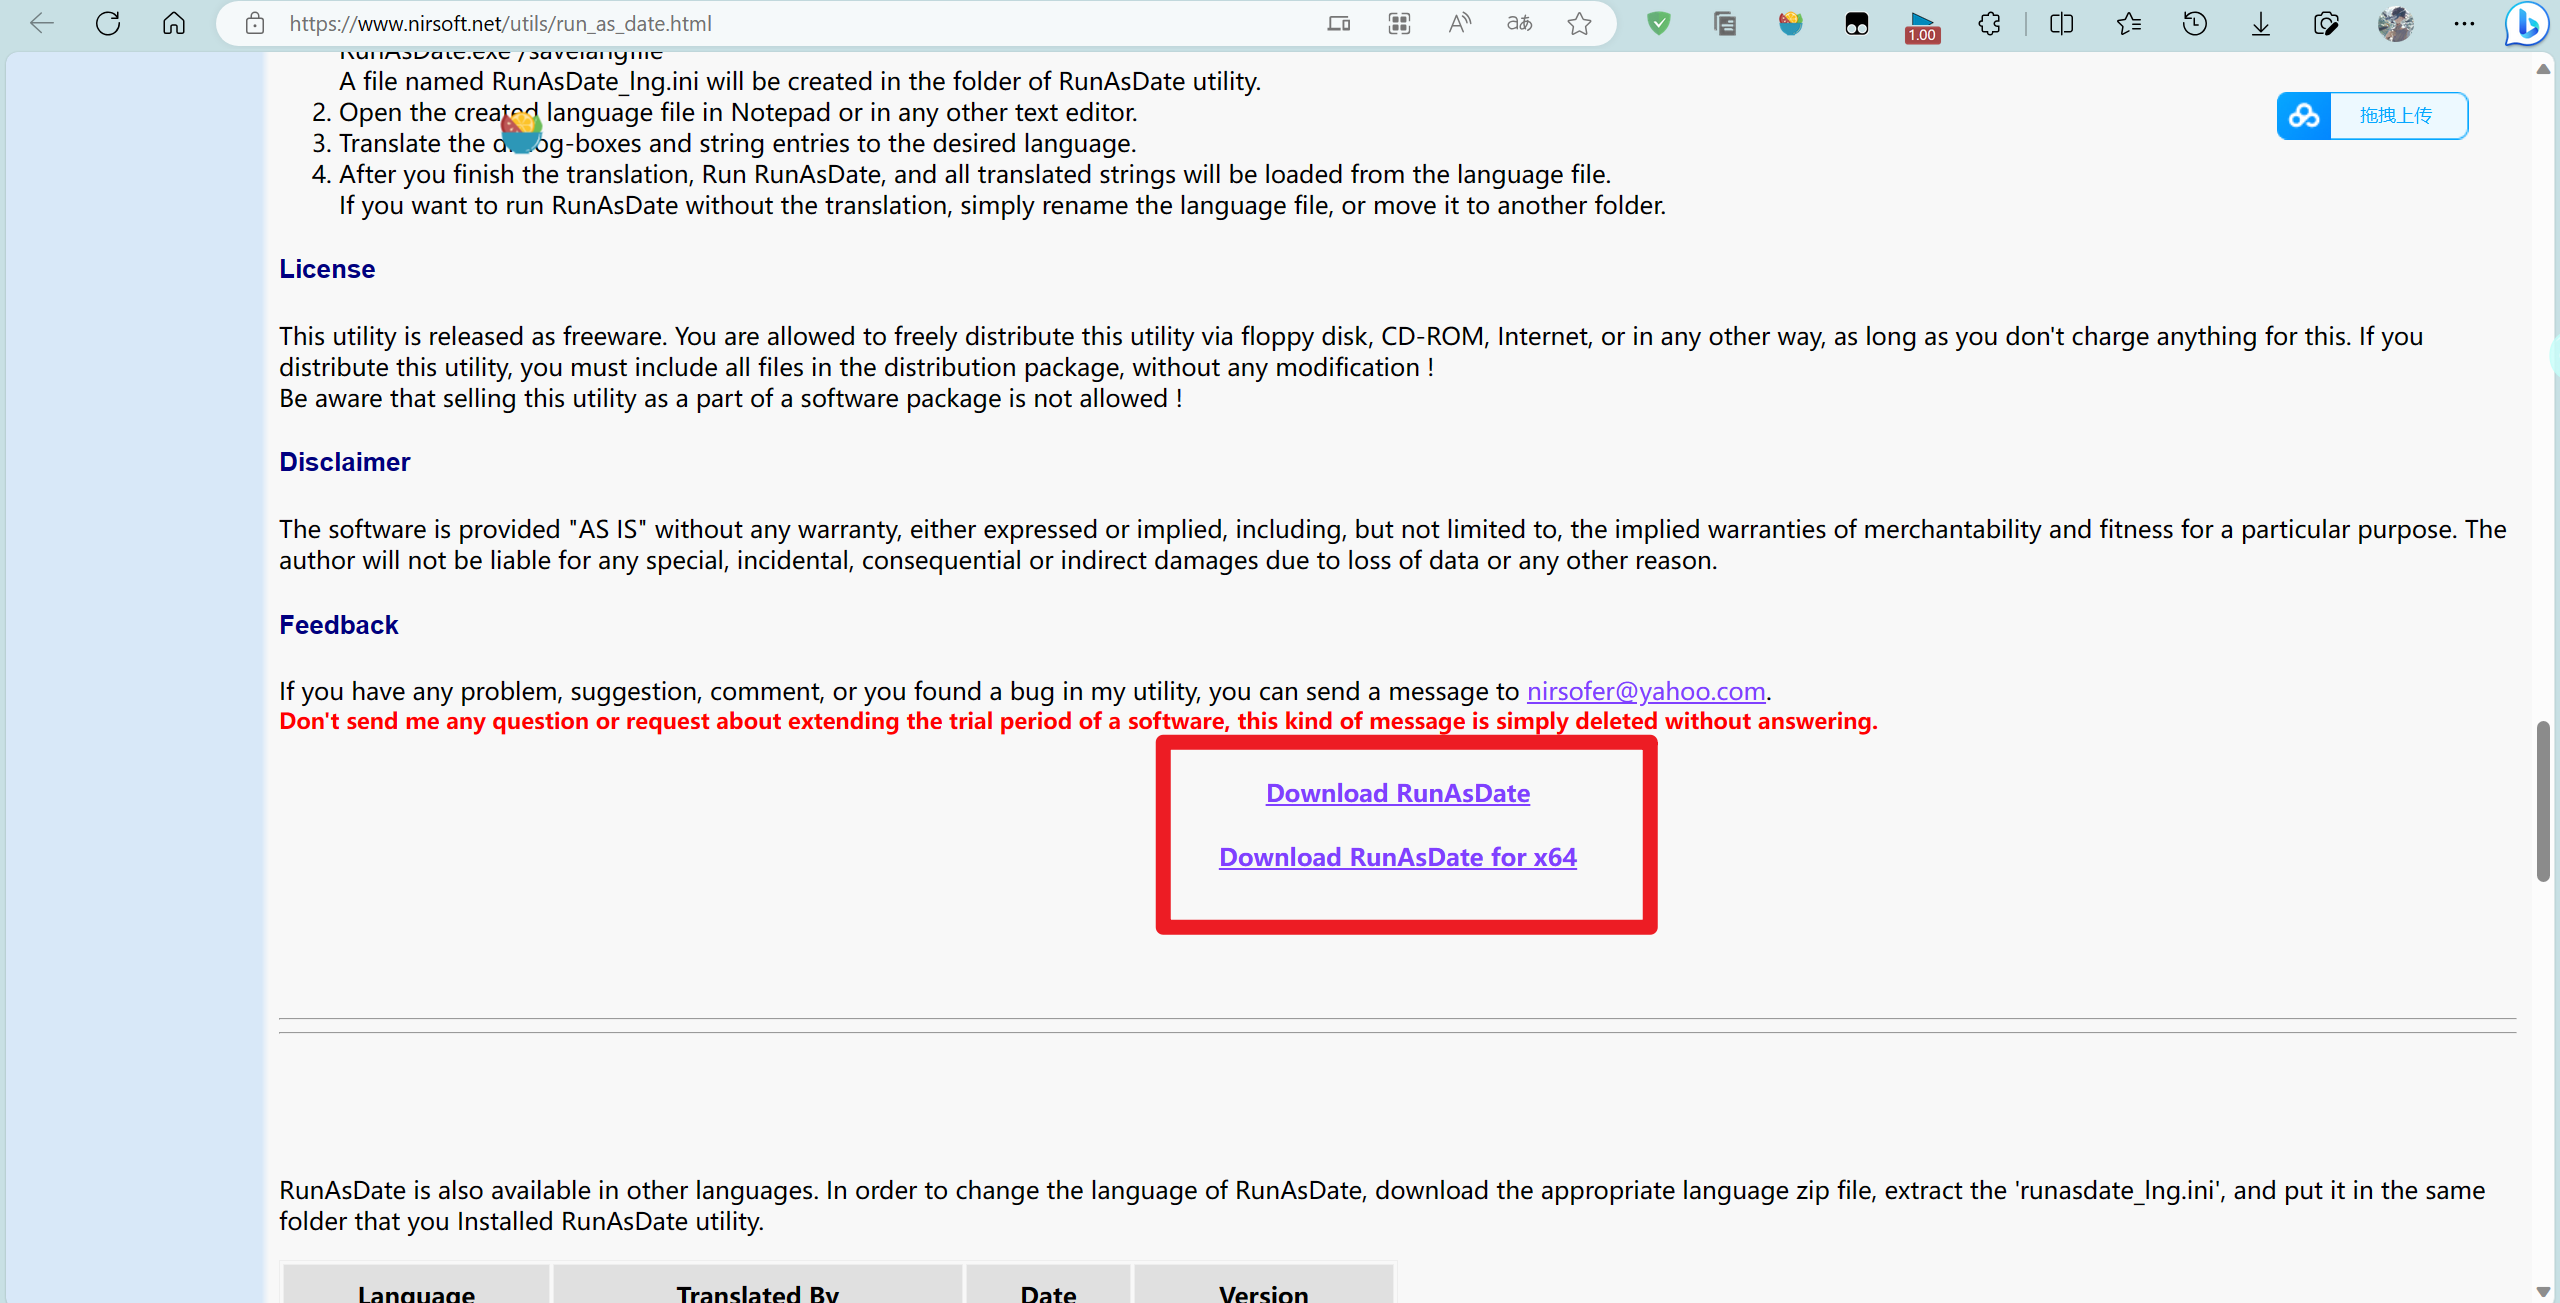 https://www.nirsoft.net/utils/run_as_date.html
1.00
RunAsDate.exe /savelangfile
A file named RunAsDate_lng.ini will be created in the folder of RunAsDate utility.
2. Open the created language file in Notepad or in any other text editor.
拖拽上传
3. Translate the dialog-boxes and string entries to the desired language.
4. After you finish the translation, Run RunAsDate, and all translated strings will be loaded from the language file.
If you want to run RunAsDate without the translation, simply rename the language file, or move it to another folder.
License
This utility is released as freeware. You are allowed to freely distribute this utility via floppy disk, CD-ROM, Internet, or in any other way, as long as you don't charge anything for this. If you
distribute this utility, you must include all files in the distribution package, without any modification !
Be aware that selling this utility as a part of a software package is not allowed !
Disclaimer
The software is provided "AS IS" without any warranty, either expressed or implied, including, but not limited to, the implied warranties of merchantability and fitness for a particular purpose. The
author will not be liable for any special, incidental, consequential or indirect damages due to loss of data or any other reason.
Feedback
If you have any problem, suggestion, comment, or you found a bug in my utility, you can send a message to nirsofer@yahoo.com.
Don't send me any question or request about extending the trial period of a software, this kind of message is simply deleted without answering.
Download RunAsDate
Download RunAsDate for x64
RunAsDate is also available in other languages. In order to change the language of RunAsDate, download the appropriate language zip file, extract the 'runasdate_lng.ini', and put it in the same
folder that you Installed RunAsDate utility.
Language Translated By Date Version